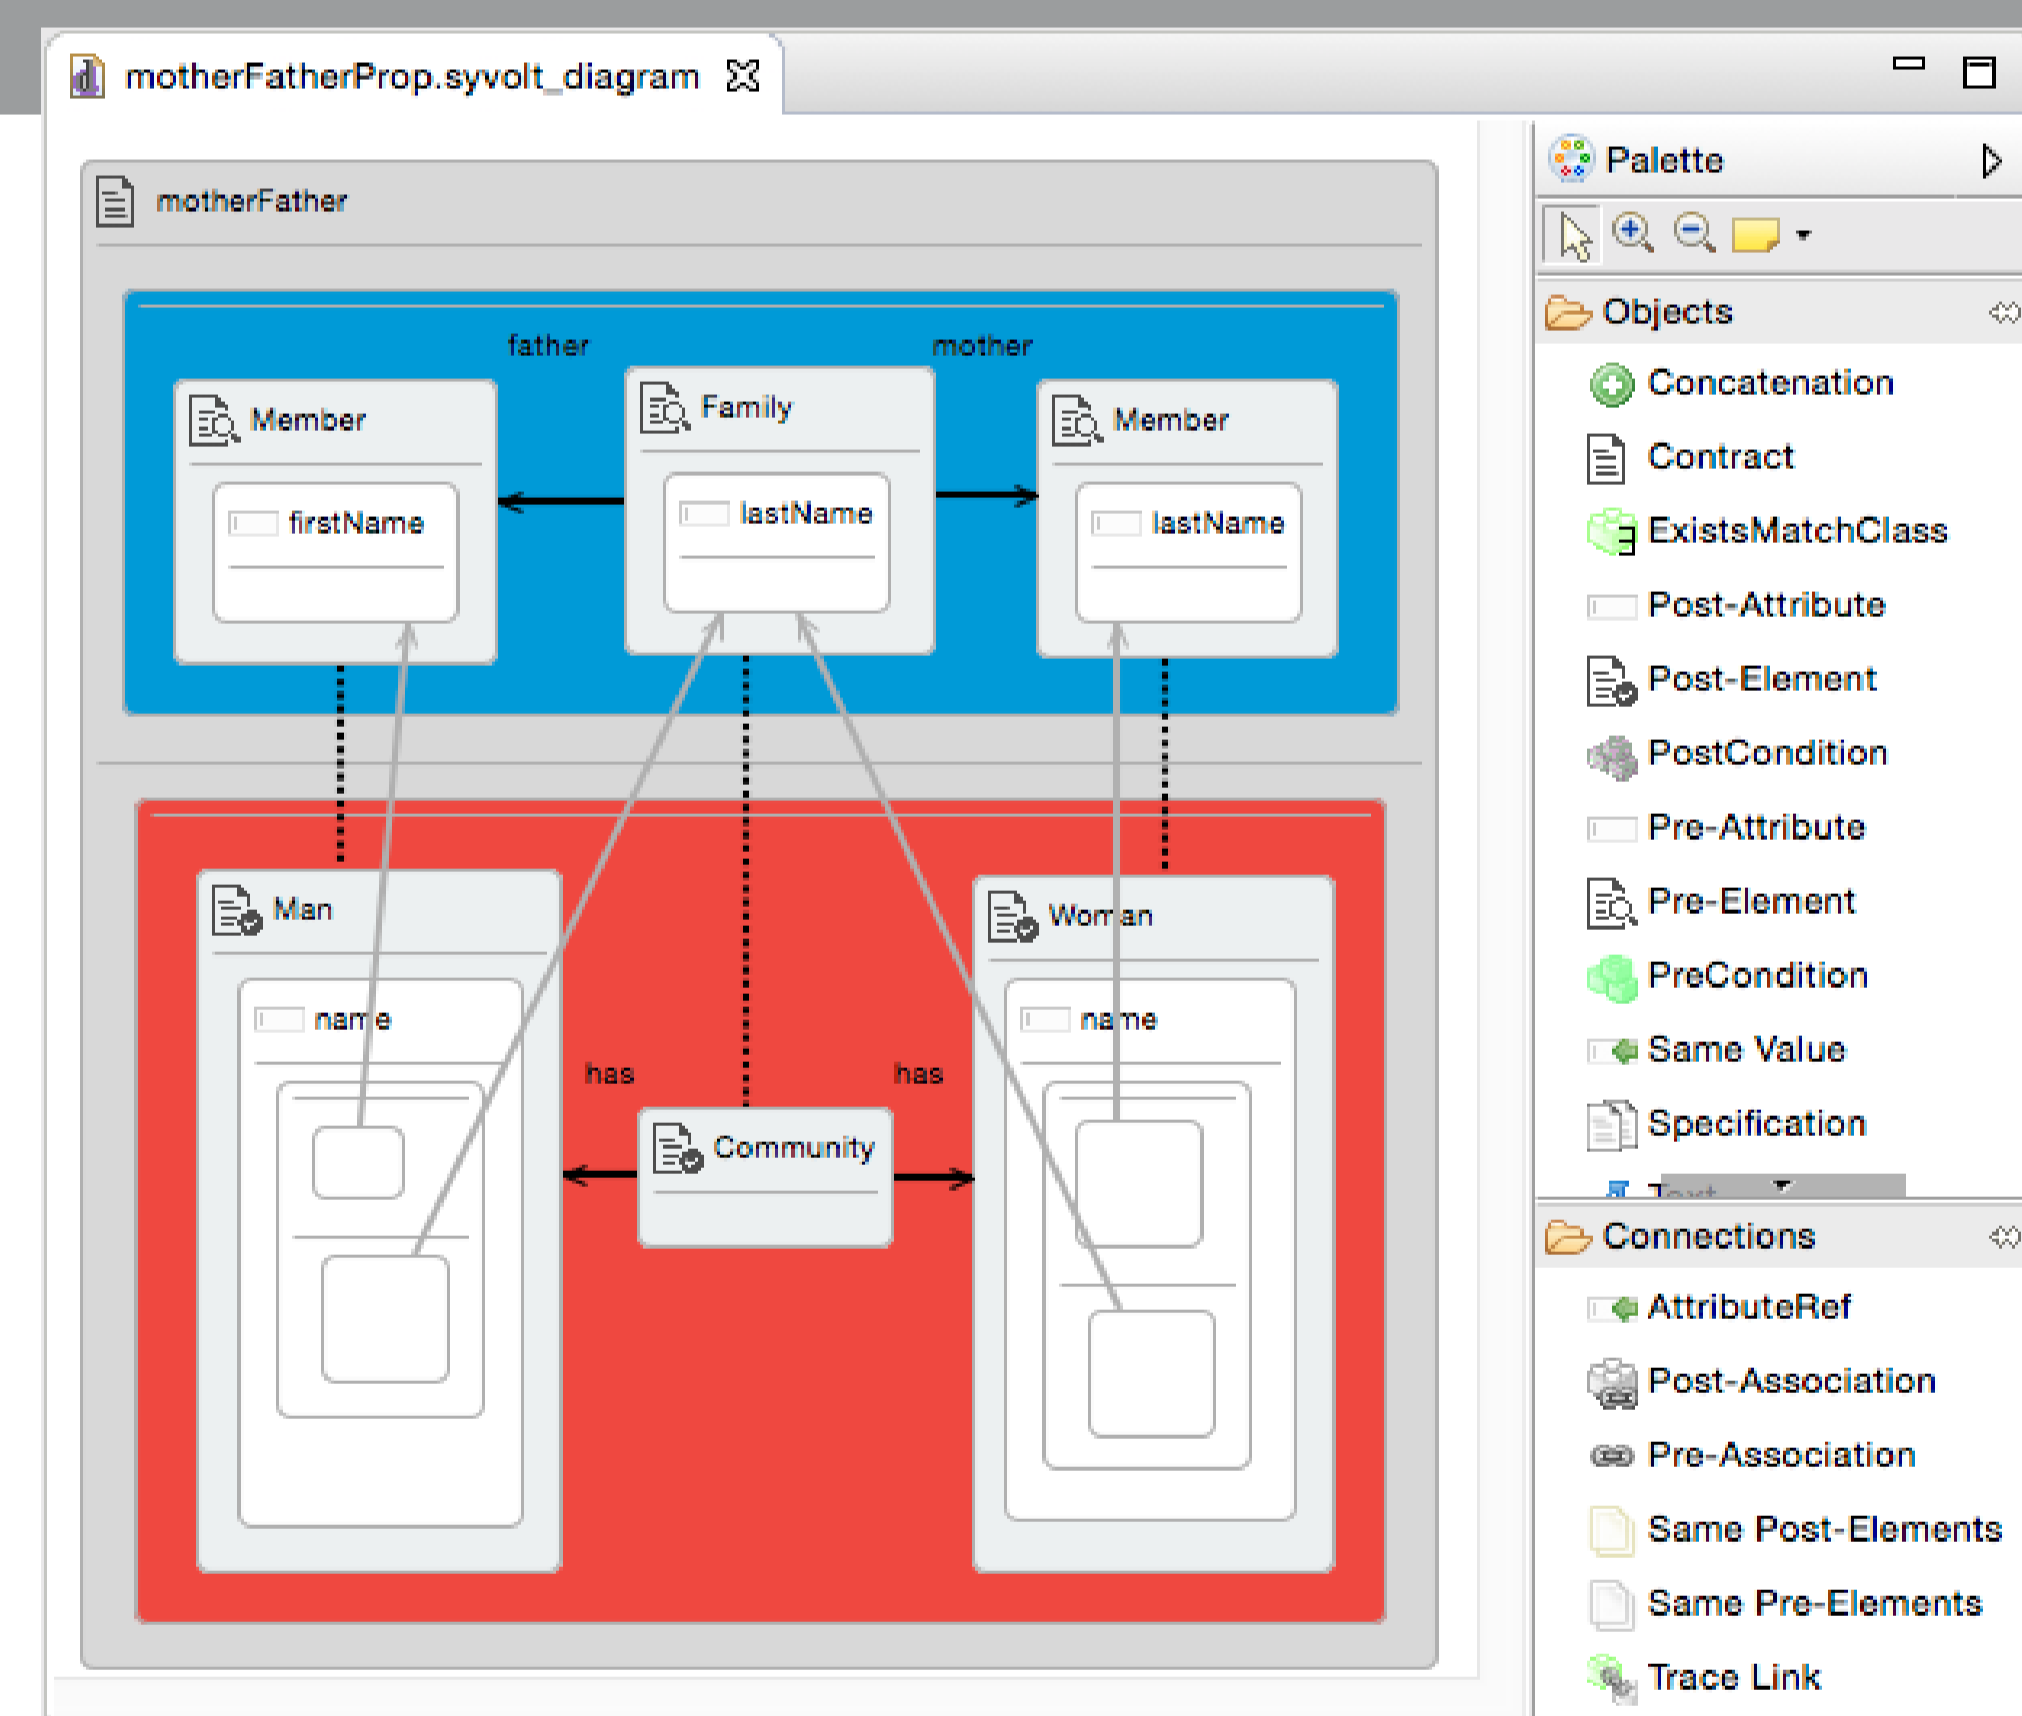 motherFatherProp.syvolt_diagram
motherFather
father
mother
Member
Family
Member
firstName
lastName
lastName
Man
Woman
name
name
has
has
Community
Palette
Objects
Concatenation
Contract
ExistsMatchClass
Post-Attribute
Post-Element
PostCondition
Pre-Attribute
Pre-Element
PreCondition
Same Value
Specification
Text
Connections
AttributeRef
Post-Association
Pre-Association
Same Post-Elements
Same Pre-Elements
Trace Link